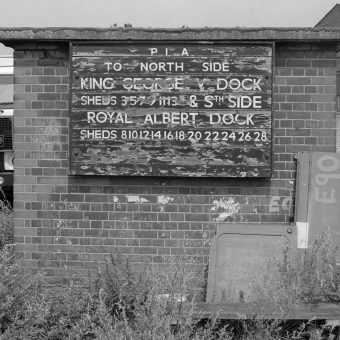 P.L.A.
TO NORTH SIDE
KING GEORGE V DOCK
SHEDS 3 5 7 9 11 13 & STH SIDE
ROYAL ALBERT DOCK
SHEDS 8 10 12 14 16 18 20 22 24 26 28
E90